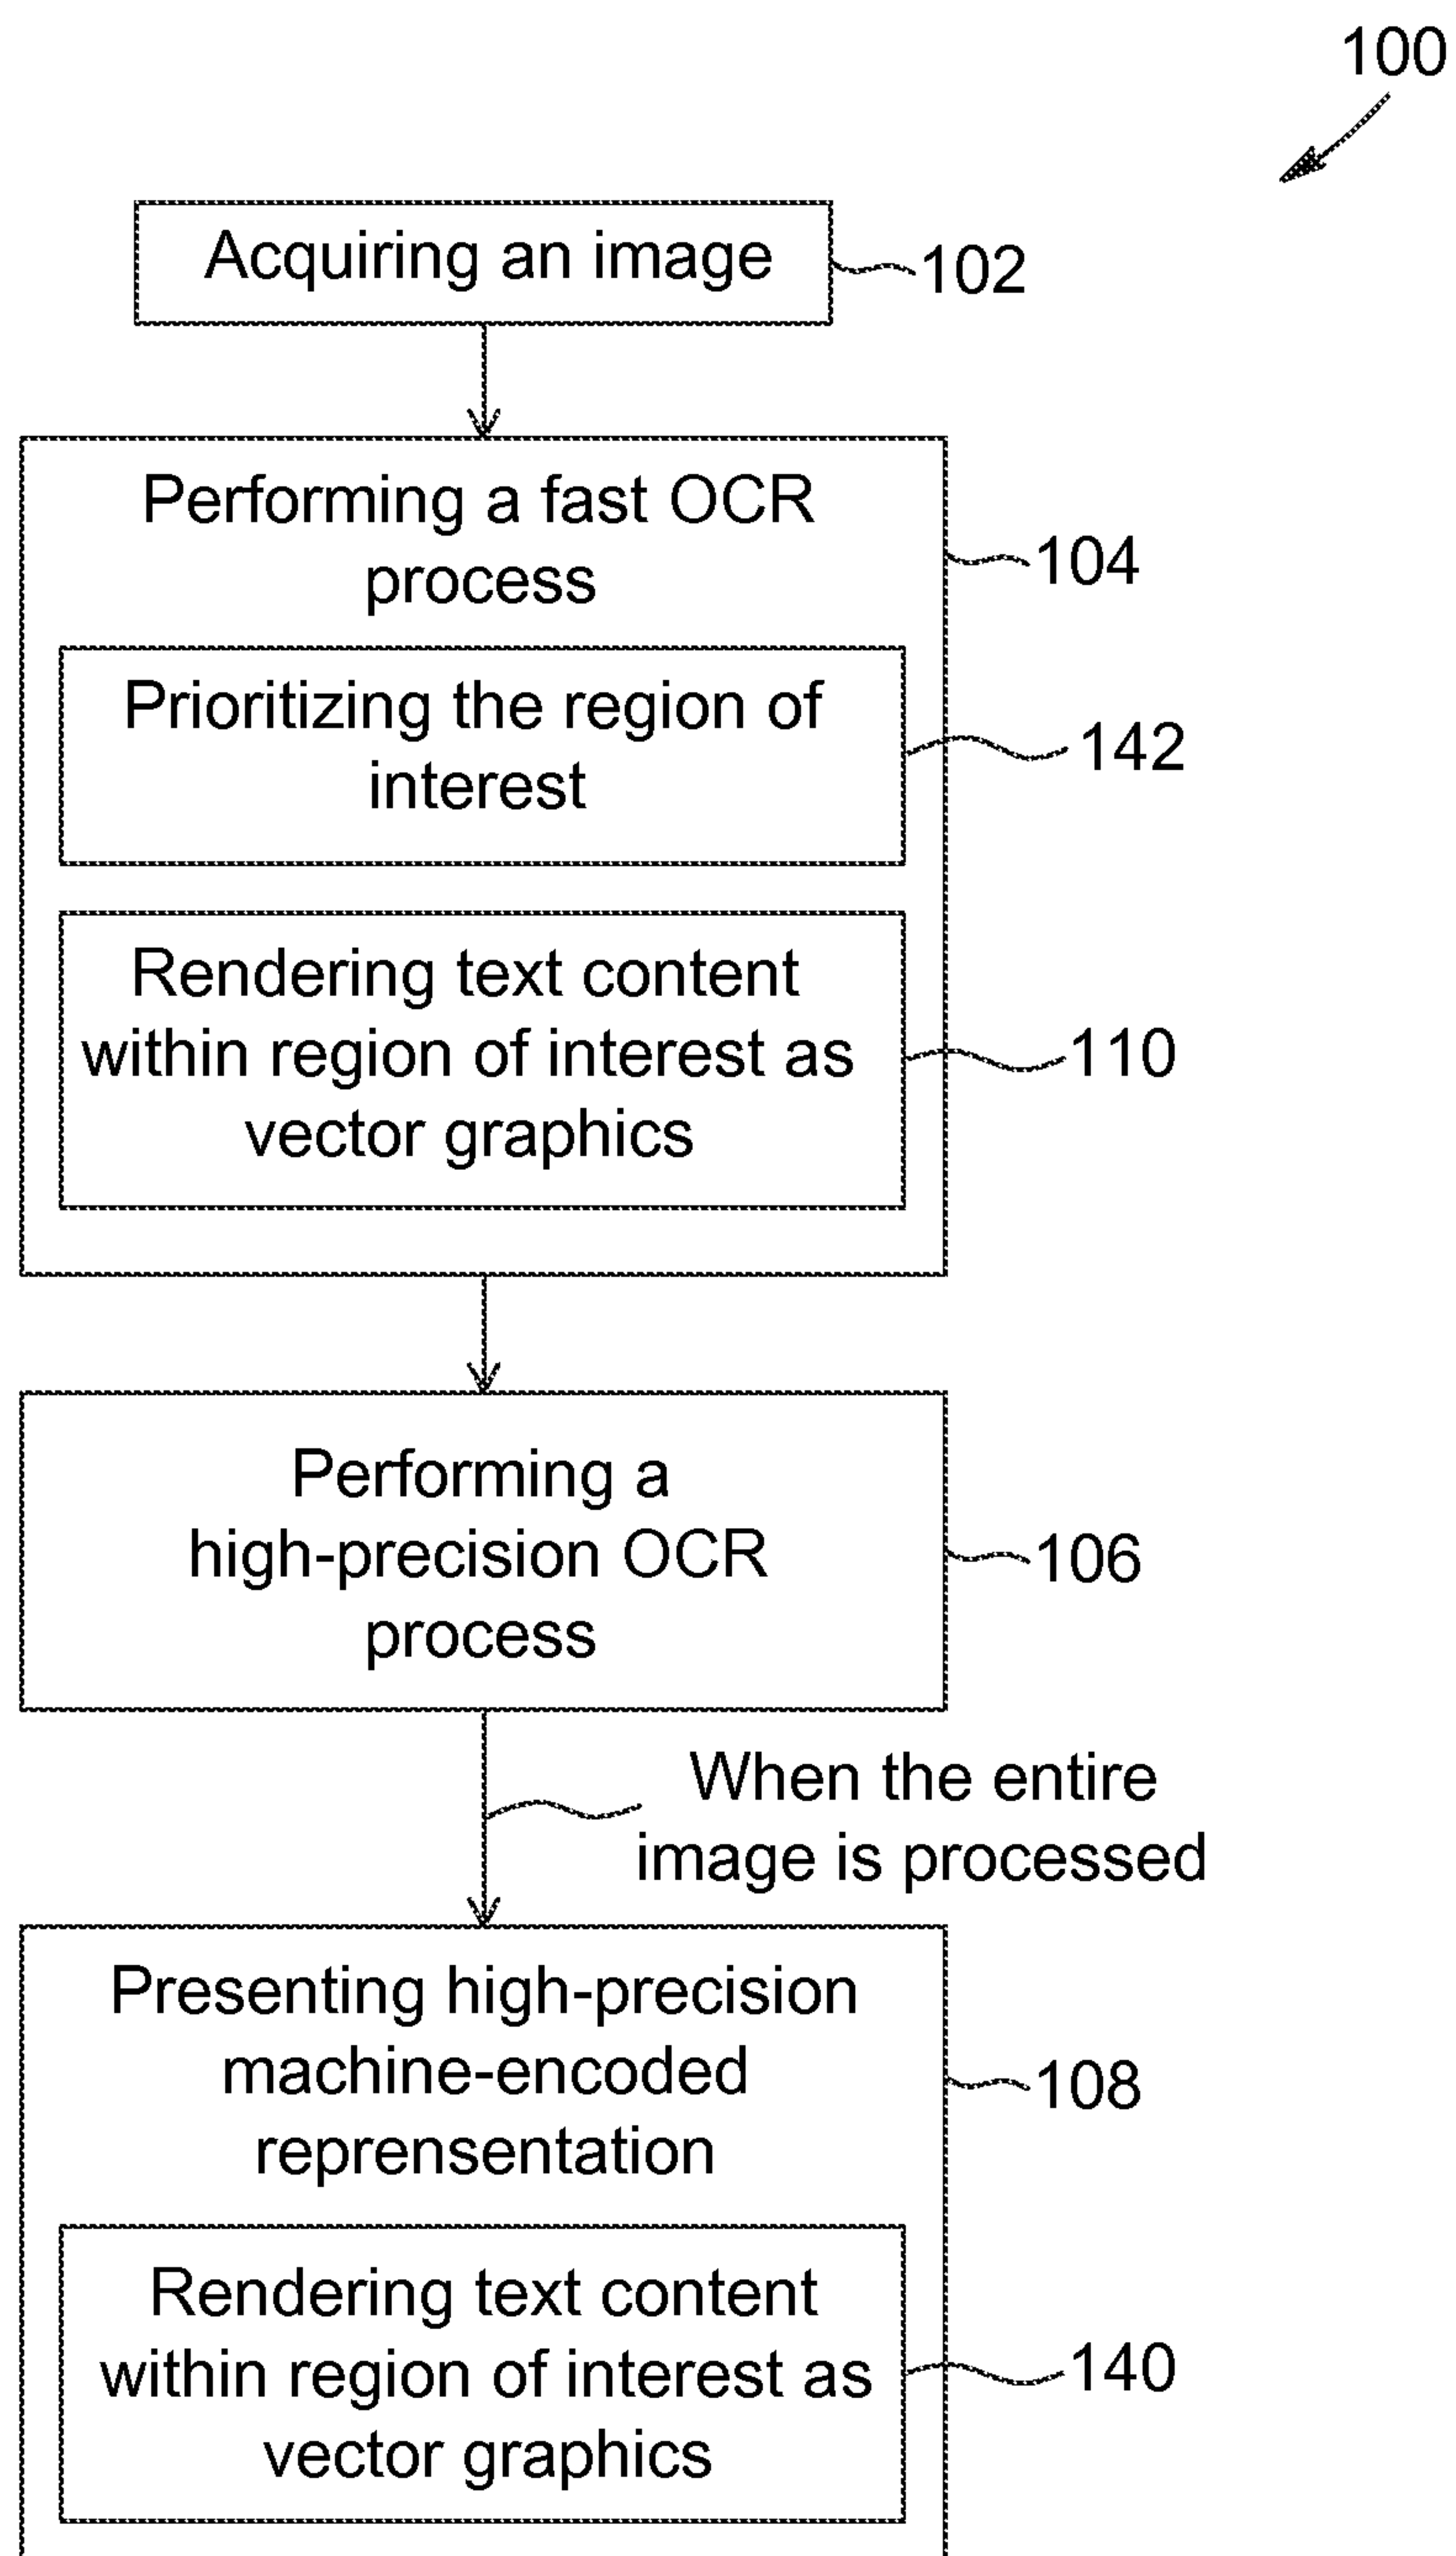 100
Acquiring an image
102
Performing a fast OCR
process
104
Prioritizing the region of
interest
142
Rendering text content
within region of interest as
vector graphics
110
Performing a
high-precision OCR
process
106
When the entire
image is processed
Presenting high-precision
machine-encoded
reprensentation
108
Rendering text content
within region of interest as
vector graphics
140